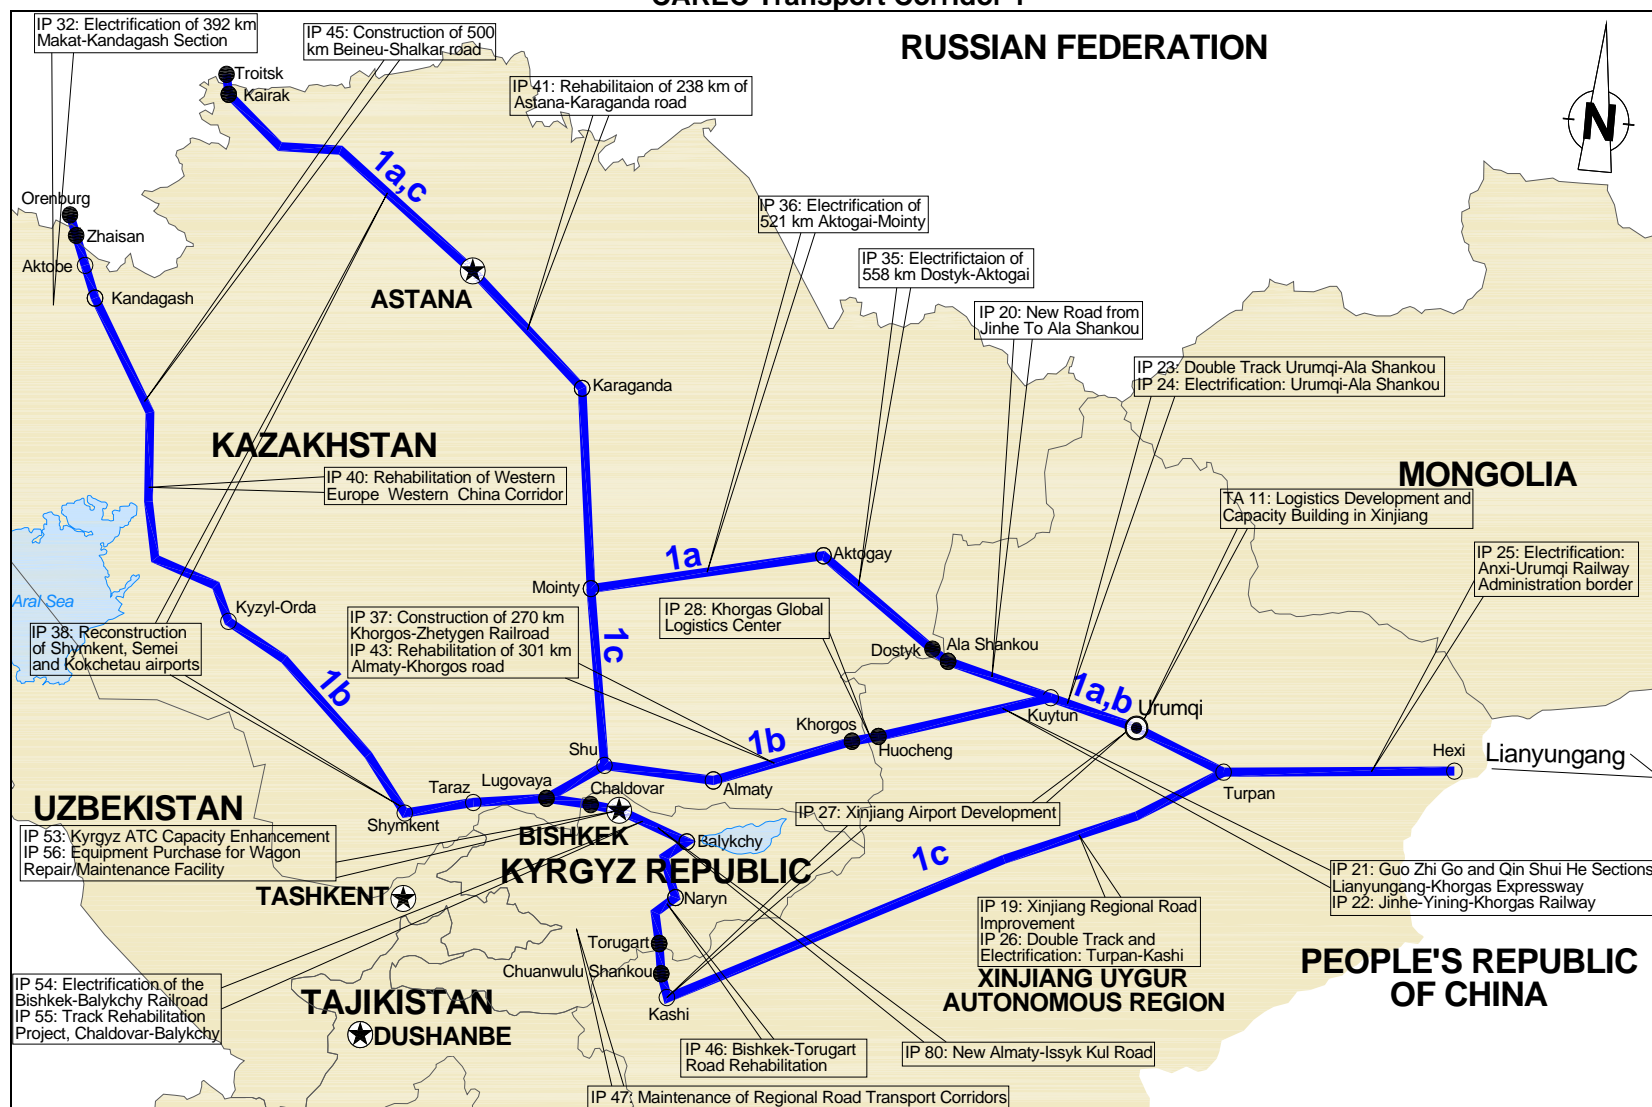 CAREC Transport Corridor 1
IP 32: Electrification of 392 km
Makat-Kandagash Section
IP 45: Construction of 500
km Beineu-Shalkar road
RUSSIAN FEDERATION
Troitsk
Kairak
IP 41: Rehabilitaion of 238 km of
Astana-Karaganda road
N
1a,c
Orenburg
Zhaisan
Aktobe
Kandagash
IP 36: Electrification of
521 km Aktogai-Mointy
IP 35: Electrifictaion of
558 km Dostyk-Aktogai
ASTANA
IP 20: New Road from
Jinhe To Ala Shankou
IP 23: Double Track Urumqi-Ala Shankou
IP 24: Electrification: Urumqi-Ala Shankou
Karaganda
KAZAKHSTAN
IP 40: Rehabilitation of Western
Europe Western China Corridor
MONGOLIA
TA 11: Logistics Development and
Capacity Building in Xinjiang
IP 25: Electrification:
Anxi-Urumqi Railway
Administration border
1a
Aktogay
Mointy
Aral Sea
Kyzyl-Orda
IP 37: Construction of 270 km
Khorgos-Zhetygen Railroad
IP 43: Rehabilitation of 301 km
Almaty-Khorgos road
IP 28: Khorgas Global
Logistics Center
IP 38: Reconstruction
of Shymkent, Semei
and Kokchetau airports
1c
Dostyk
Ala Shankou
1b
1a,b
Kuytun
Urumqi
Khorgos
Huocheng
1b
Shu
Hexi
Lianyungang
Taraz
Lugovaya
Chaldovar
Almaty
Turpan
UZBEKISTAN
Shymkent
BISHKEK
IP 27: Xinjiang Airport Development
IP 53: Kyrgyz ATC Capacity Enhancement
IP 56: Equipment Purchase for Wagon
Repair/Maintenance Facility
Balykchy
KYRGYZ REPUBLIC
1c
IP 21: Guo Zhi Go and Qin Shui He Sections
Lianyungang-Khorgas Expressway
IP 22: Jinhe-Yining-Khorgas Railway
TASHKENT
Naryn
IP 19: Xinjiang Regional Road
Improvement
IP 26: Double Track and
Electrification: Turpan-Kashi
Torugart
Chuanwulu Shankou
XINJIANG UYGUR
AUTONOMOUS REGION
PEOPLE'S REPUBLIC
OF CHINA
IP 54: Electrification of the
Bishkek-Balykchy Railroad
IP 55: Track Rehabilitation
Project, Chaldovar-Balykchy
TAJIKISTAN
Kashi
DUSHANBE
IP 46: Bishkek-Torugart
Road Rehabilitation
IP 80: New Almaty-Issyk Kul Road
IP 47: Maintenance of Regional Road Transport Corridors